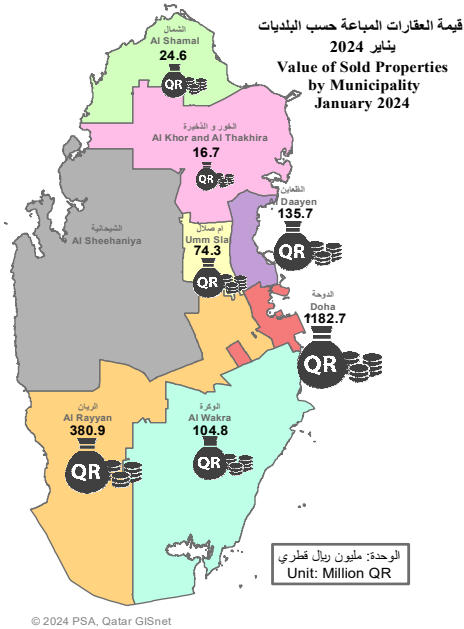 قيمة العقارات المباعة حسب البلديات
يناير 2024
Value of Sold Properties
by Municipality
January 2024
الشمال
Al Shamal
24.6
QR
الخور و الذخيرة
Al Khor and Al Thakhira
16.7
QR
الظعاين
Al Daayen
135.7
QR
الشيحانية
Al Sheehaniya
ام صلال
Umm Sla
74.3
QR
الدوحة
Doha
1182.7
QR
الريان
Al Rayyan
380.9
QR
الوكرة
Al Wakra
104.8
QR
الوحدة: مليون ريال قطري
Unit: Million QR
© 2024 PSA, Qatar GISnet